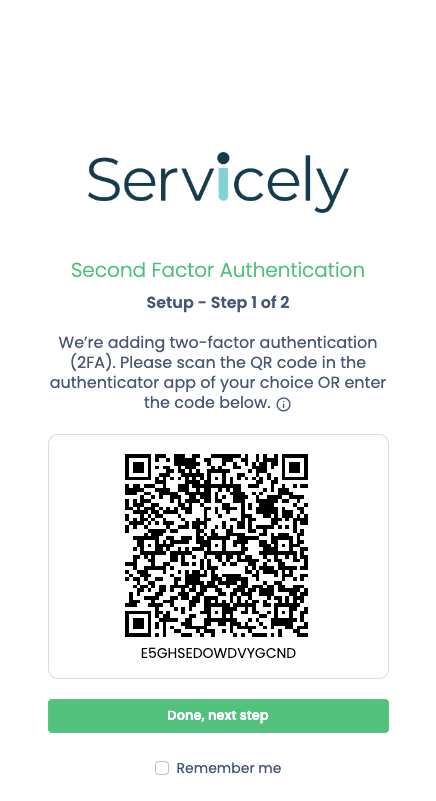 Servicely
Second Factor Authentication
Setup - Step 1 of 2
We’re adding two-factor authentication
(2FA). Please scan the QR code in the
authenticator app of your choice OR enter
the code below.
E5GHSEDOWDVYGCND
Done, next step
Remember me